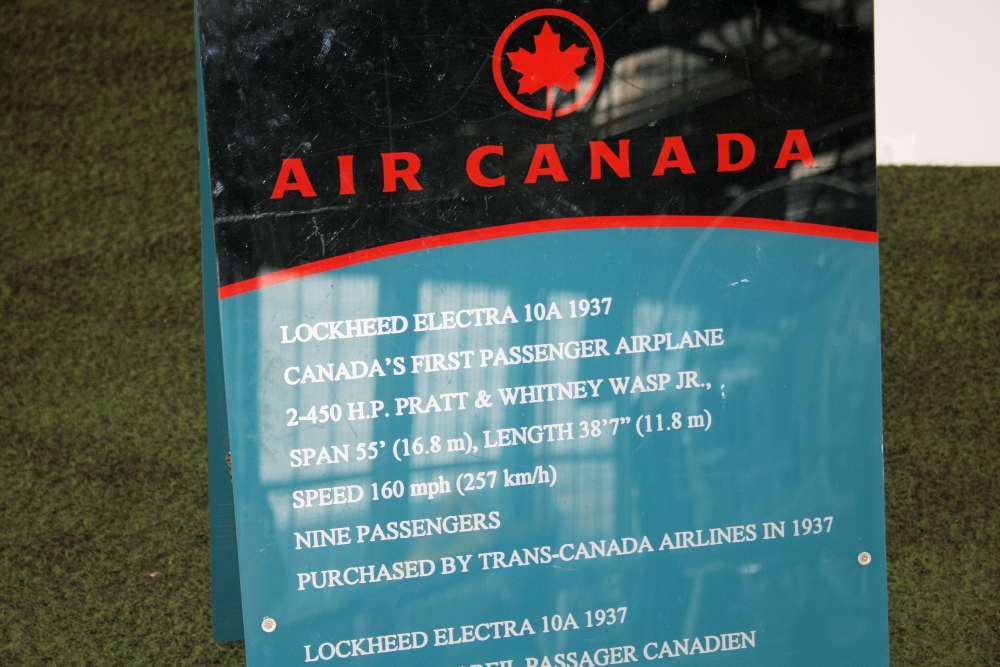 AIR CANADA
LOCKHEED ELECTRA 10A 1937
CANADA'S FIRST PASSENGER AIRPLANE
2-450 H.P. PRATT & WHITNEY WASP JR.,
SPAN 55' (16.8 m), LENGTH 38'7" (11.8 m)
SPEED 160 mph (257 km/h)
NINE PASSENGERS
PURCHASED BY TRANS-CANADA AIRLINES IN 1937
LOCKHEED ELECTRA 10A 1937
PASSAGER CANADIEN